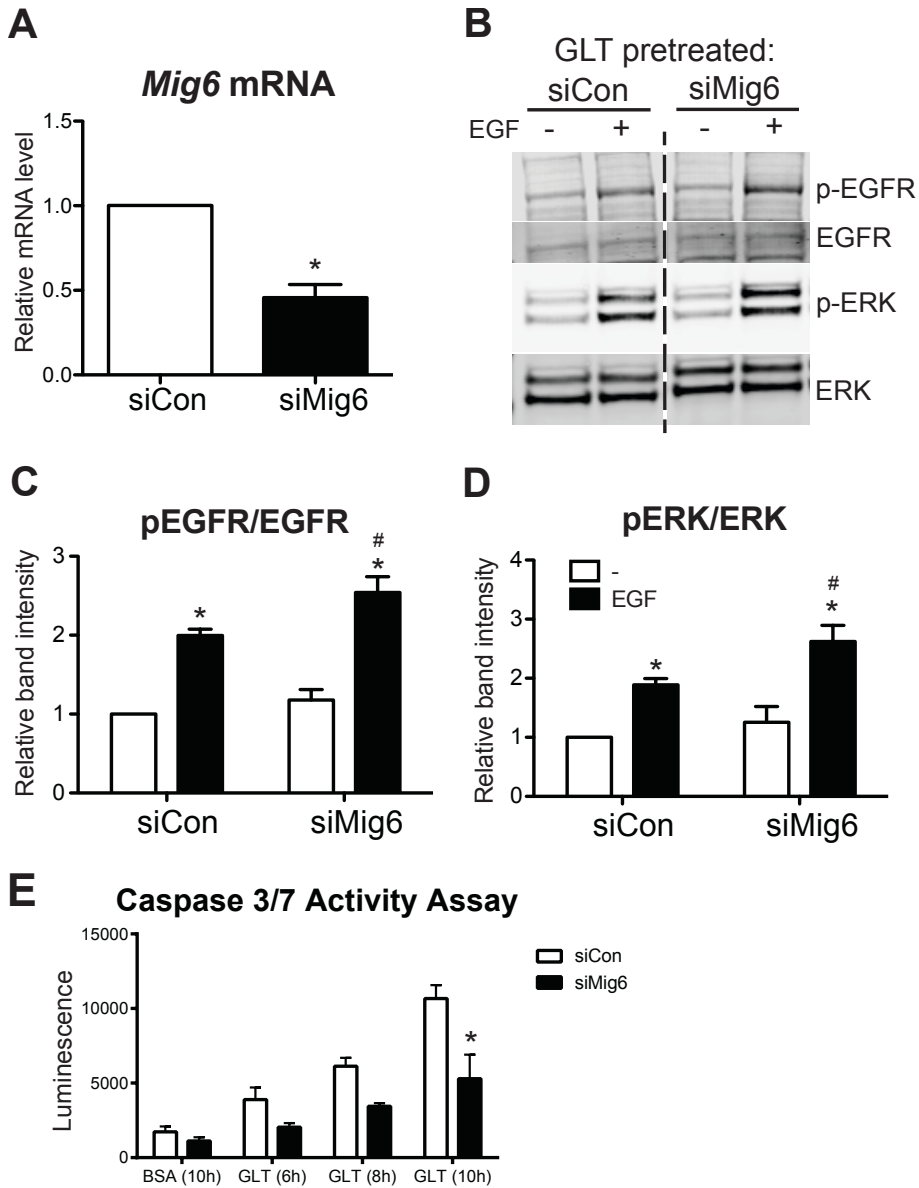 A
Mig6 mRNA
Relative mRNA level
1.5
1.0
0.5
0.0
*
siCon
siMig6
B
GLT pretreated:
siCon
siMig6
EGF - + - +
p-EGFR
EGFR
p-ERK
ERK
C
pEGFR/EGFR
Relative band intensity
3
2
1
0
*
#
*
siCon
siMig6
D
pERK/ERK
Relative band intensity
4
3
2
1
0
-
EGF
*
#
*
siCon
siMig6
E
Caspase 3/7 Activity Assay
Luminescence
15000
10000
5000
0
siCon
siMig6
*
BSA (10h)
GLT (6h)
GLT (8h)
GLT (10h)